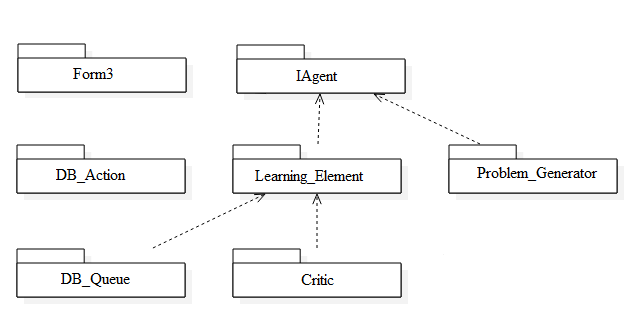 Form3
IAgent
DB_Action
Learning_Element
Problem_Generator
DB_Queue
Critic